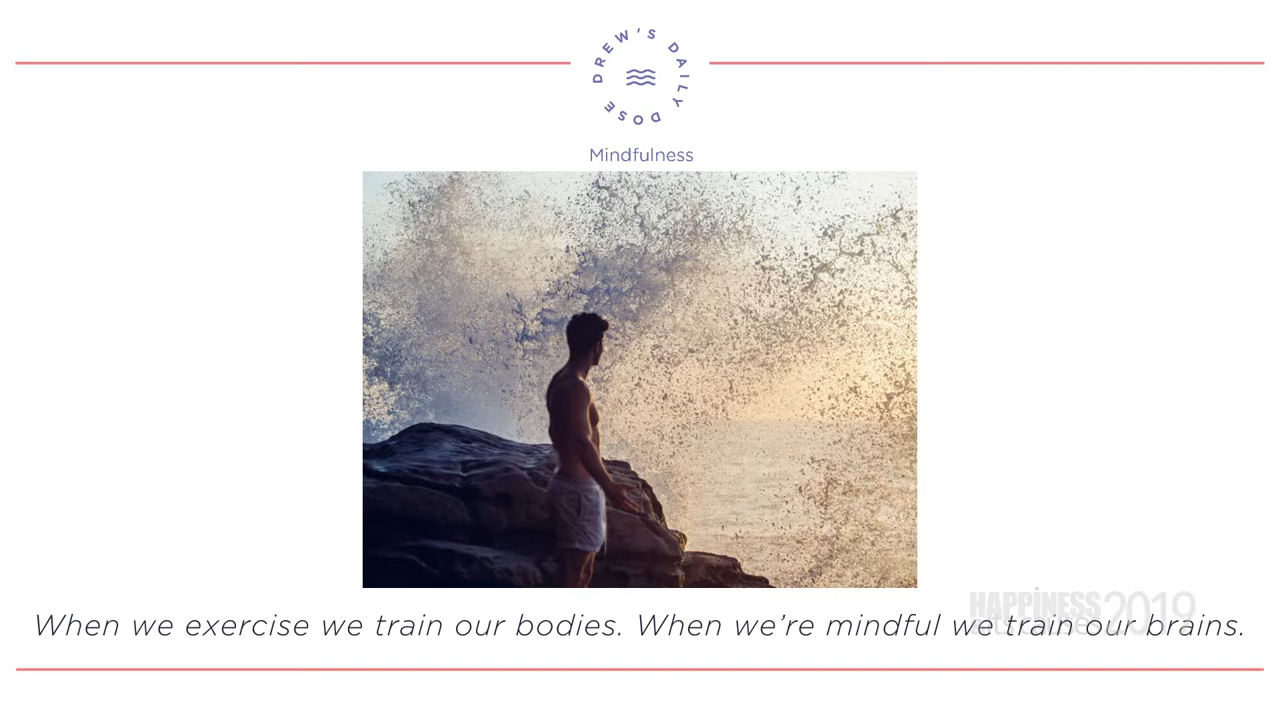 DREW'S DAILY DOSE
Mindfulness
When we exercise we train our bodies. When we're mindful we train our brains.
HAPPINESS
2019